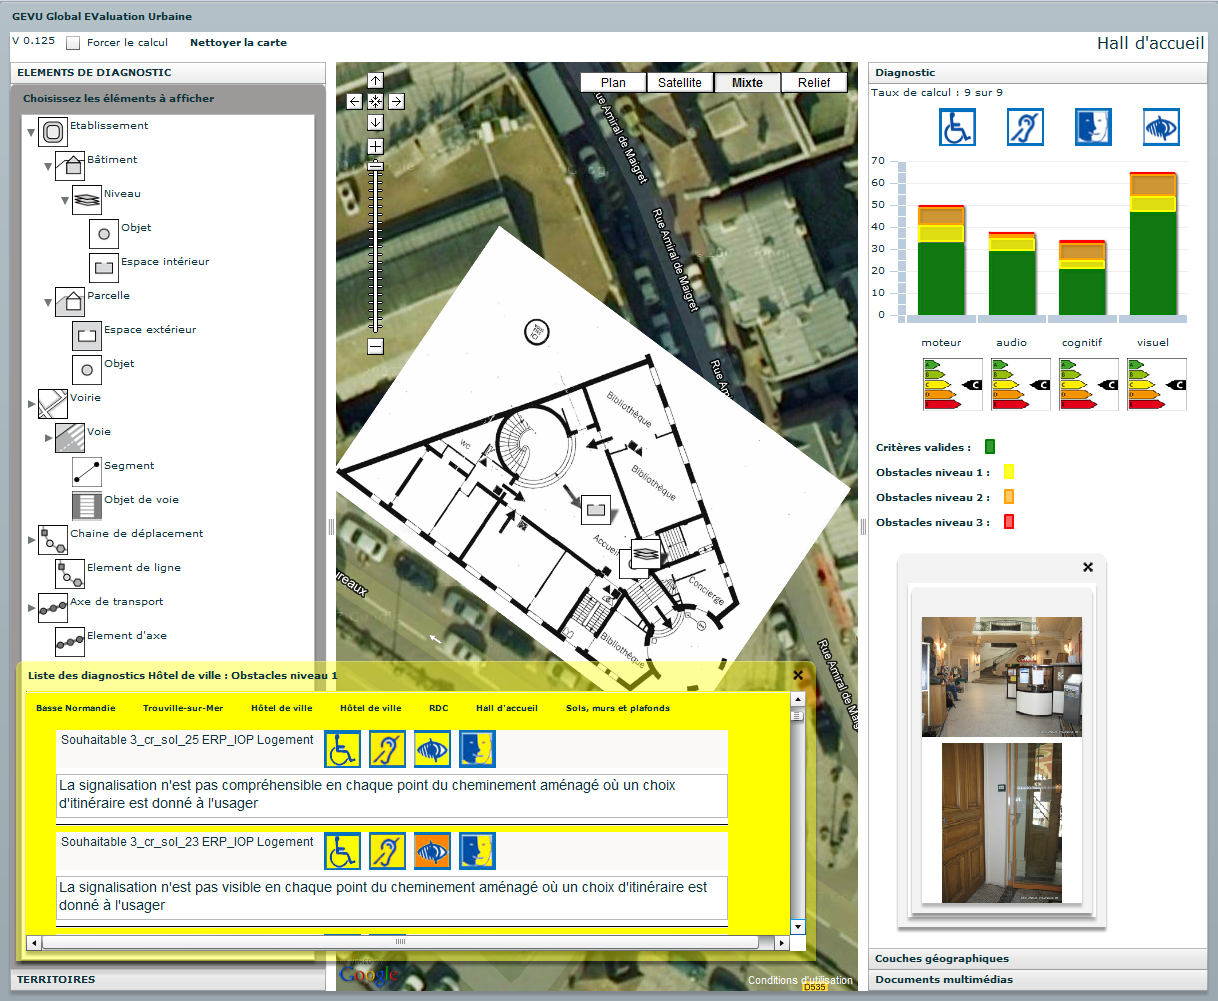 GEVU Global EValuation Urbaine
V 0.125
Forcer le calcul
Nettoyer la carte
Hall d'accueil
ELEMENTS DE DIAGNOSTIC
Choisissez les éléments à afficher
Etablissement
Bâtiment
Niveau
Objet
Espace intérieur
Parcelle
Espace extérieur
Objet
Voirie
Voie
Segment
Objet de voie
Chaine de déplacement
Element de ligne
Axe de transport
Element d'axe
Plan
Satellite
Mixte
Relief
Rue Amiral de Maigret
Rue Amiral de Maigret
Rue Am
Rue Amiral de Maig
Bibliothèque
Bibliothèque
WC
Accueil
Concierge
Bibliothèque
reaux
Google
Conditions d'utilisation
D535
Diagnostic
Taux de calcul : 9 sur 9
70
60
50
40
30
20
10
0
moteur
audio
cognitif
visuel
A
B
C
D
E
C
A
B
C
D
E
C
A
B
C
D
E
C
A
B
C
D
E
C
Critères valides :
Obstacles niveau 1 :
Obstacles niveau 2 :
Obstacles niveau 3 :
Liste des diagnostics Hôtel de ville : Obstacles niveau 1
Basse Normandie
Trouville-sur-Mer
Hôtel de ville
Hôtel de ville
RDC
Hall d'accueil
Sols, murs et plafonds
Souhaitable 3_cr_sol_25 ERP_IOP Logement
La signalisation n'est pas compréhensible en chaque point du cheminement aménagé où un choix
d'itinéraire est donné à l'usager
Souhaitable 3_cr_sol_23 ERP_IOP Logement
La signalisation n'est pas visible en chaque point du cheminement aménagé où un choix d'itinéraire est
donné à l'usager
TERRITOIRES
Couches géographiques
Documents multimédias